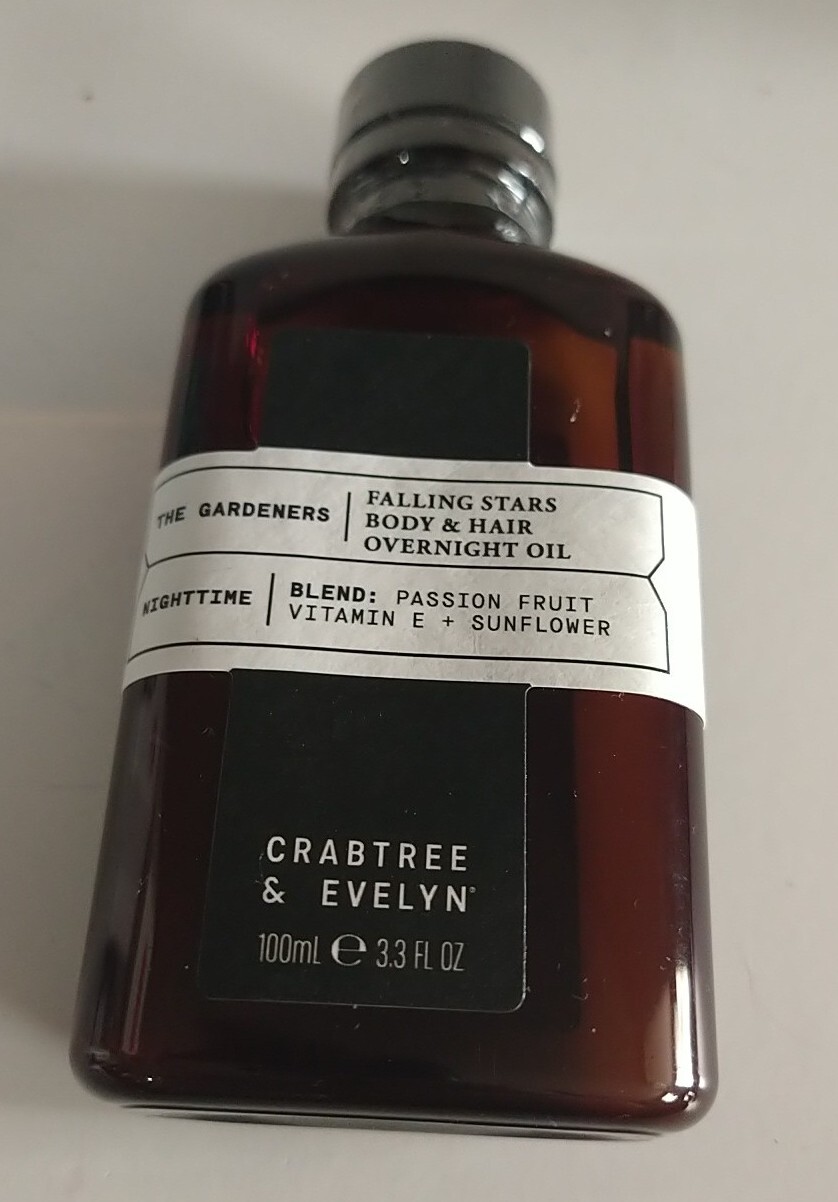 THE GARDENERS
FALLING STARS
BODY & HAIR
OVERNIGHT OIL
NIGHTTIME
BLEND: PASSION FRUIT
VITAMIN E + SUNFLOWER
CRABTREE
& EVELYN®
100mL ℮ 3.3 FL OZ